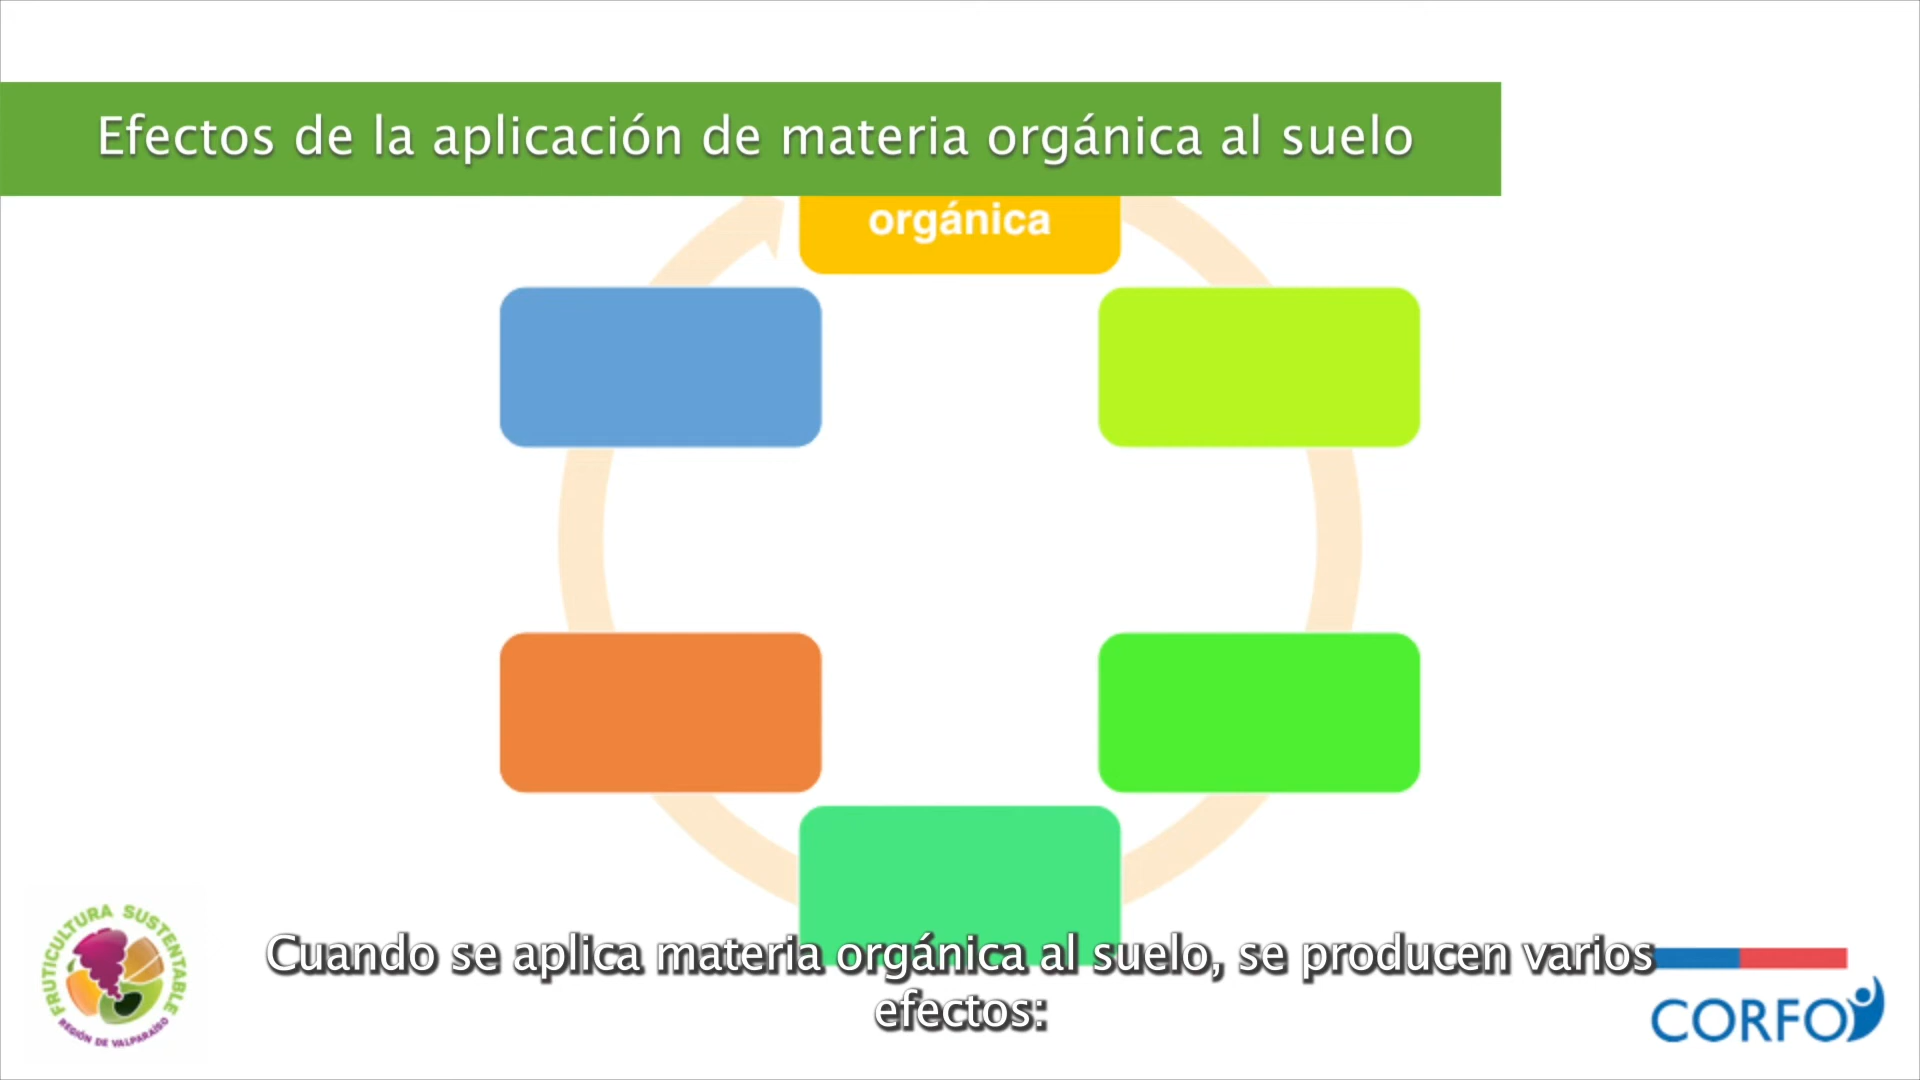 Efectos de la aplicación de materia orgánica al suelo
orgánica
Cuando se aplica materia orgánica al suelo, se producen varios
efectos:
FRUTICULTURA SUSTENTABLE
REGIÓN DE VALPARAÍSO
CORFO